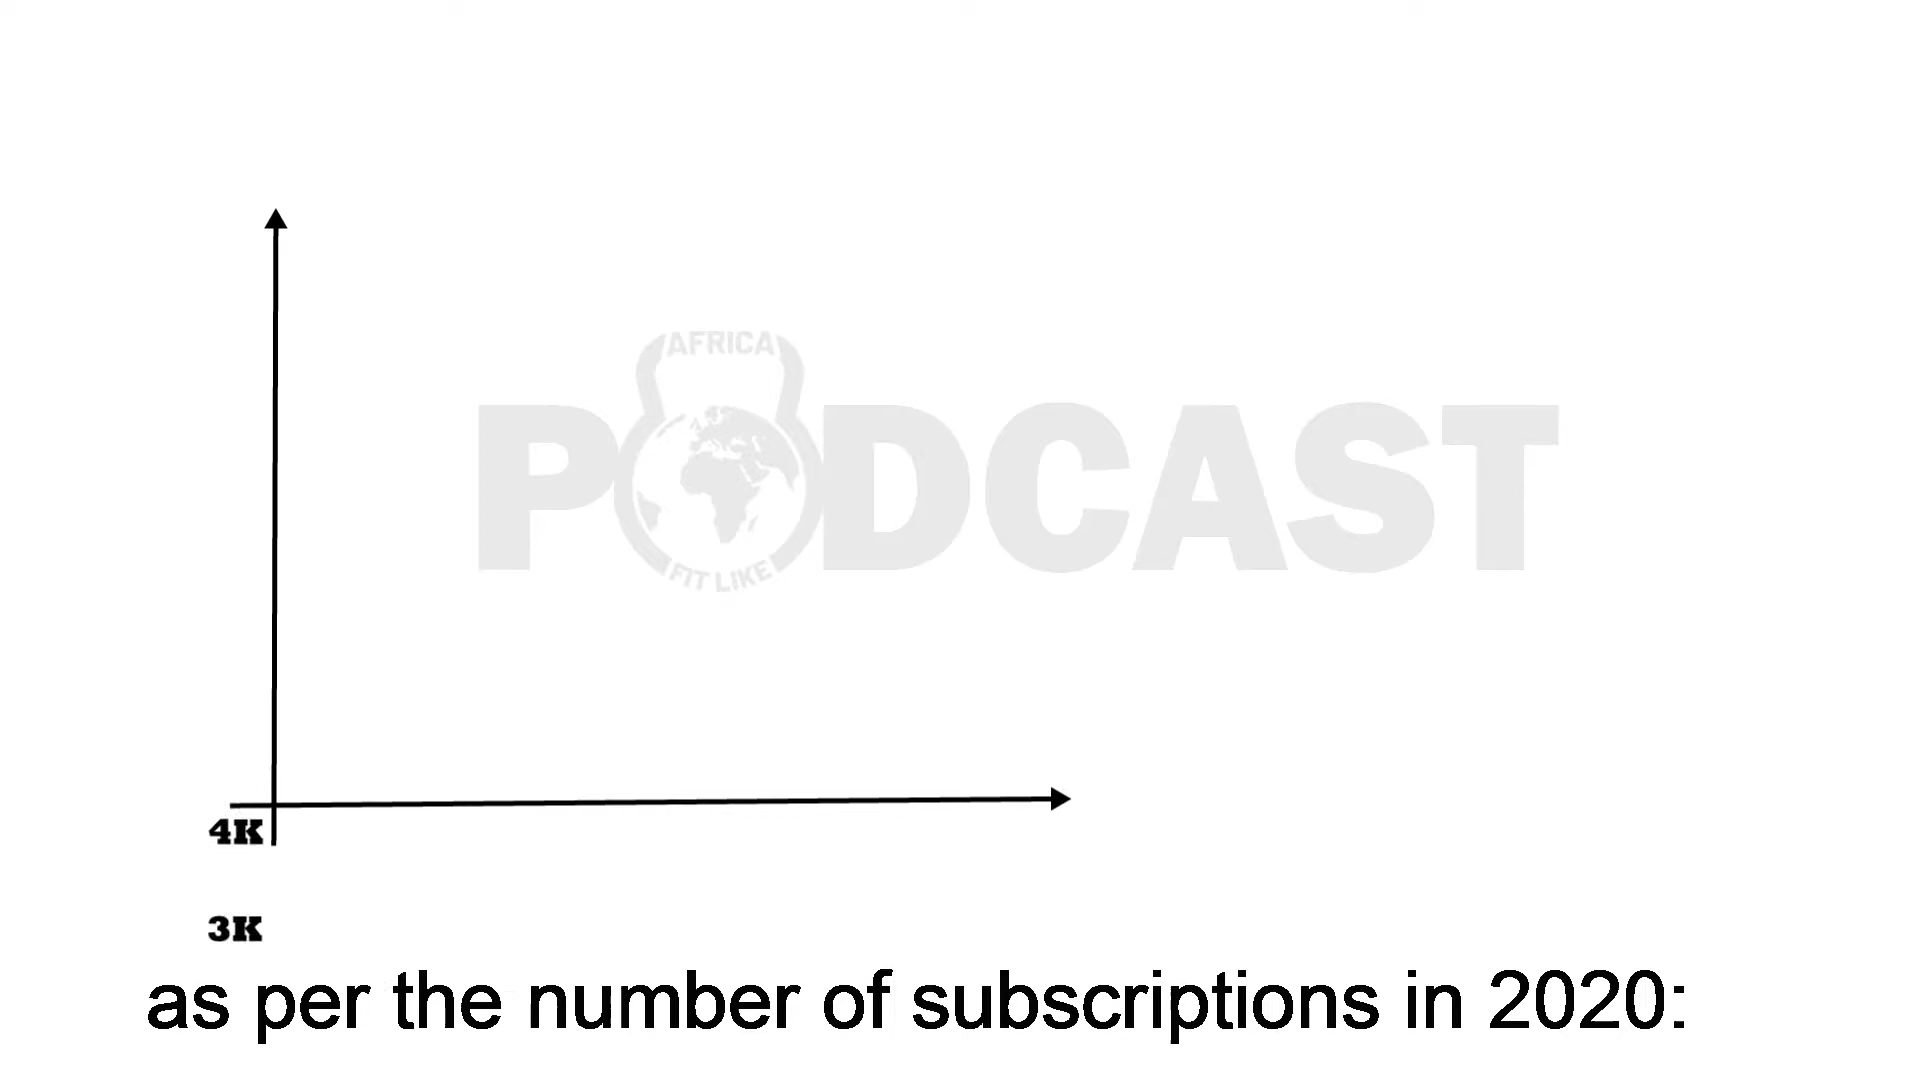 AFRICA
PODCAST
FIT LIKE
4K
3K
as per the number of subscriptions in 2020: